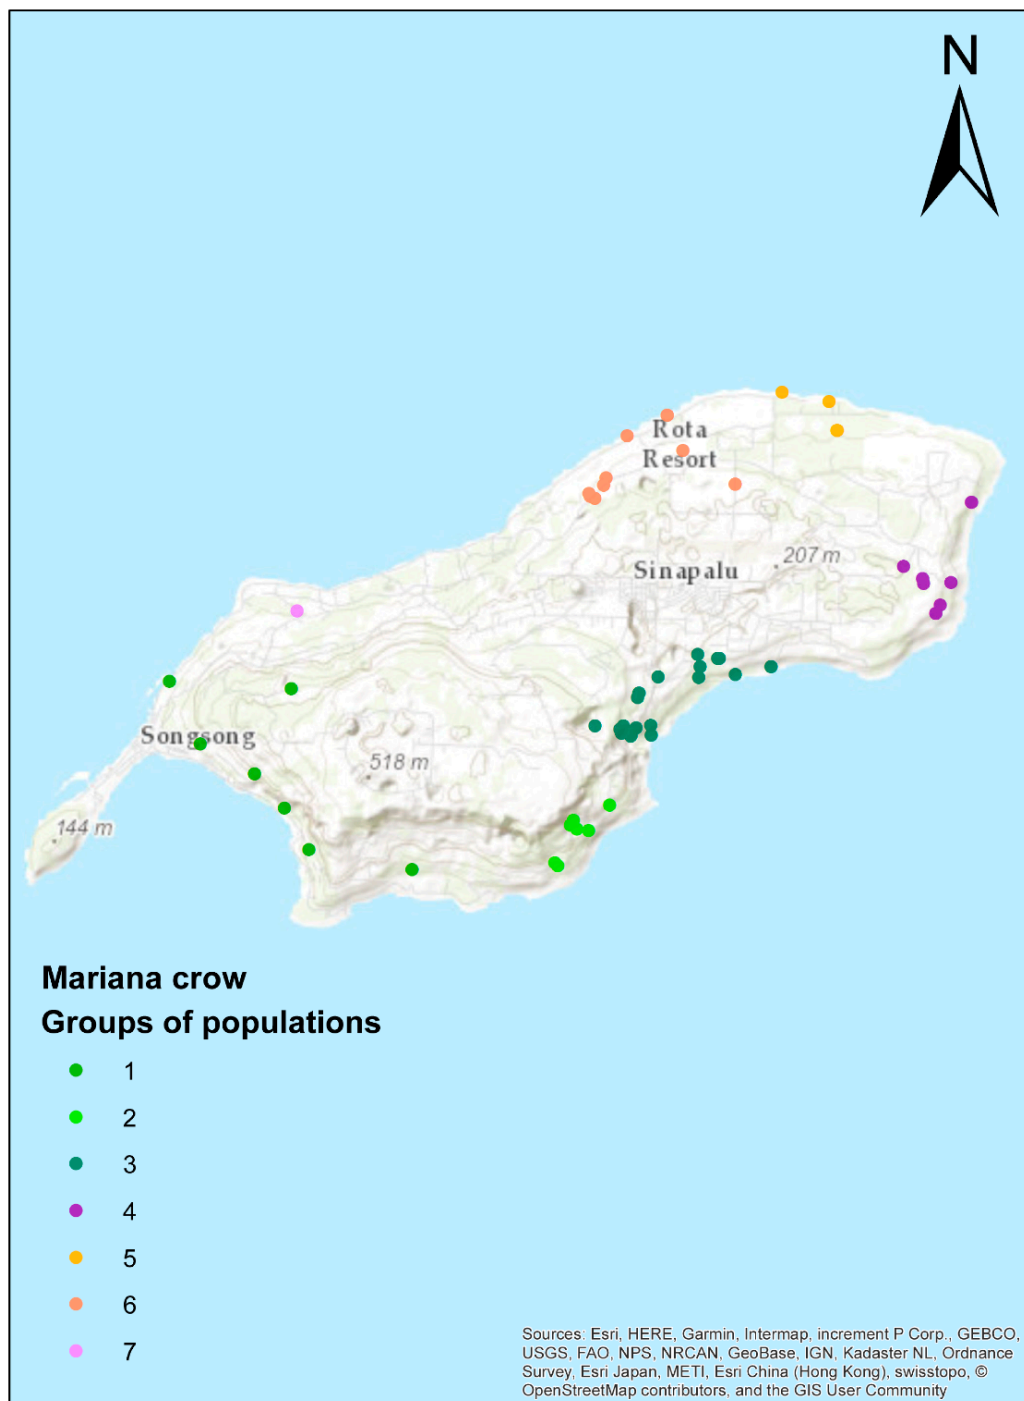 N
Rota
Resort
207 m
Sinapalu
Songsong
518 m
144 m
Mariana crow
Groups of populations
1
2
3
4
5
6
7
Sources: Esri, HERE, Garmin, Intermap, increment P Corp., GEBCO,
USGS, FAO, NPS, NRCAN, GeoBase, IGN, Kadaster NL, Ordnance
Survey, Esri Japan, METI, Esri China (Hong Kong), swisstopo, ©
OpenStreetMap contributors, and the GIS User Community